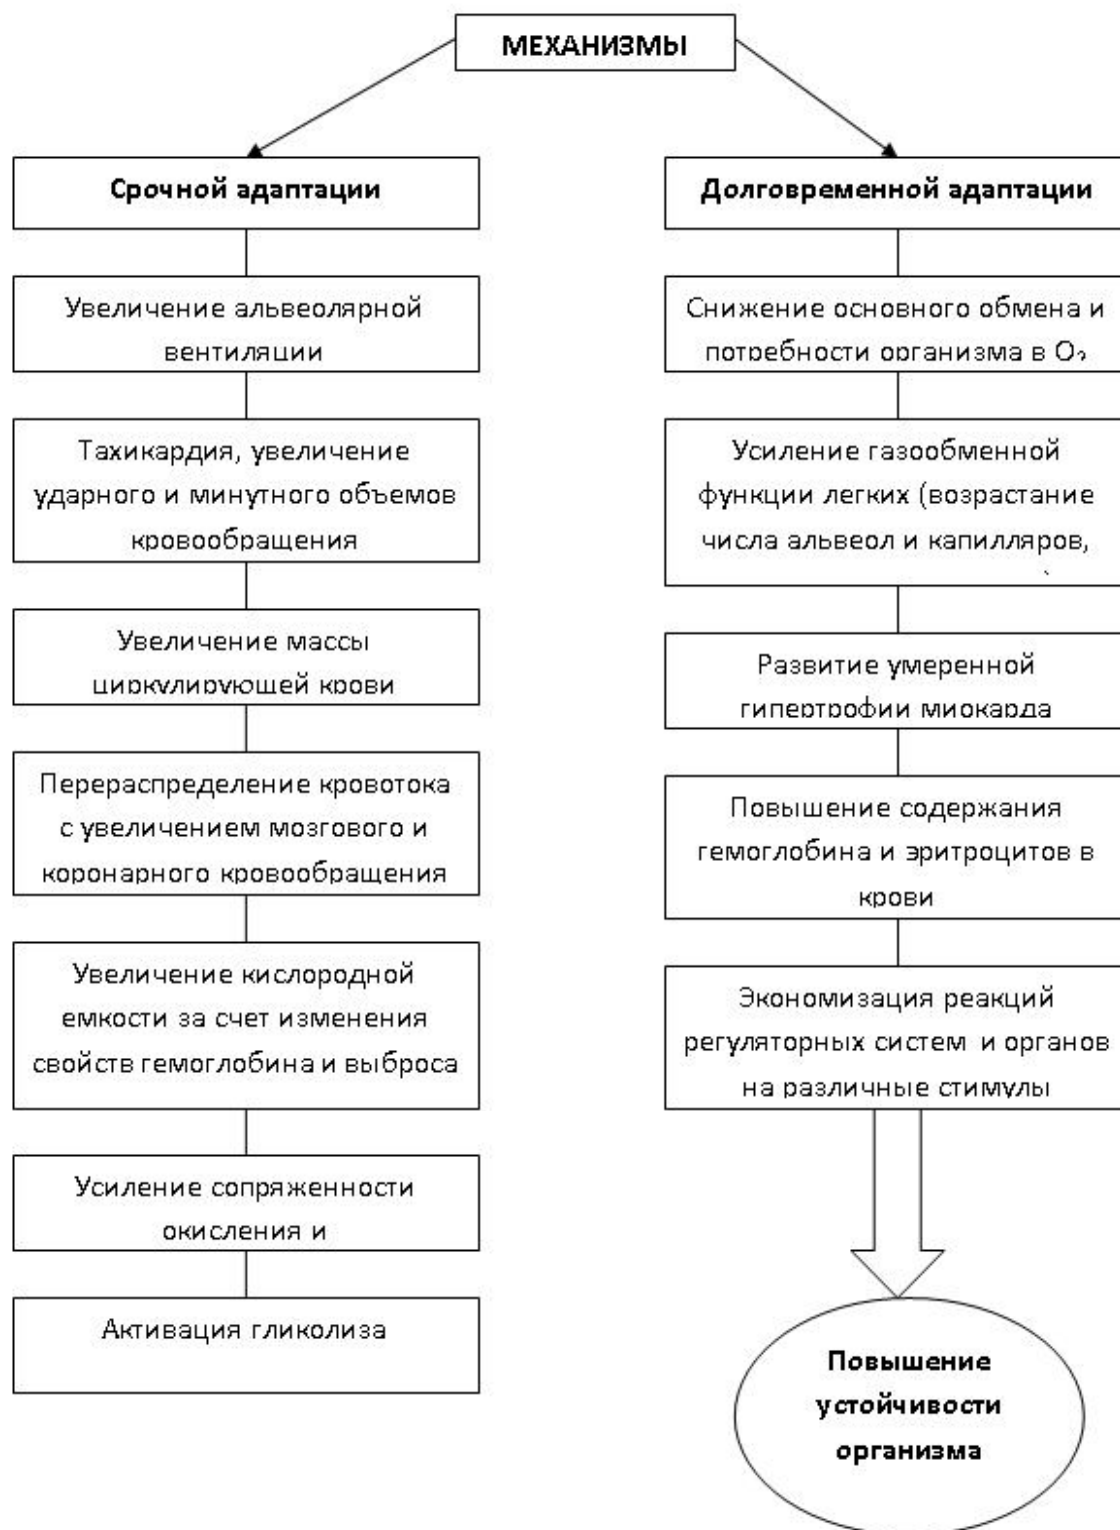 МЕХАНИЗМЫ
Срочной адаптации
Увеличение альвеолярной
вентиляции
Тахикардия, увеличение
ударного и минутного объемов
кровообращения
Увеличение массы
циркулирующей крови
Перераспределение кровотока
с увеличением мозгового и
коронарного кровообращения
Увеличение кислородной
емкости за счет изменения
свойств гемоглобина и выброса
Усиление сопряженности
окисления и
Активация гликолиза
Долговременной адаптации
Снижение основного обмена и
потребности организма в O₂
Усиление газообменной
функции легких (возрастание
числа альвеол и капилляров,
Развитие умеренной
гипертрофии миокарда
Повышение содержания
гемоглобина и эритроцитов в
крови
Экономизация реакций
регуляторных систем и органов
на различные стимулы
Повышение
устойчивости
организма